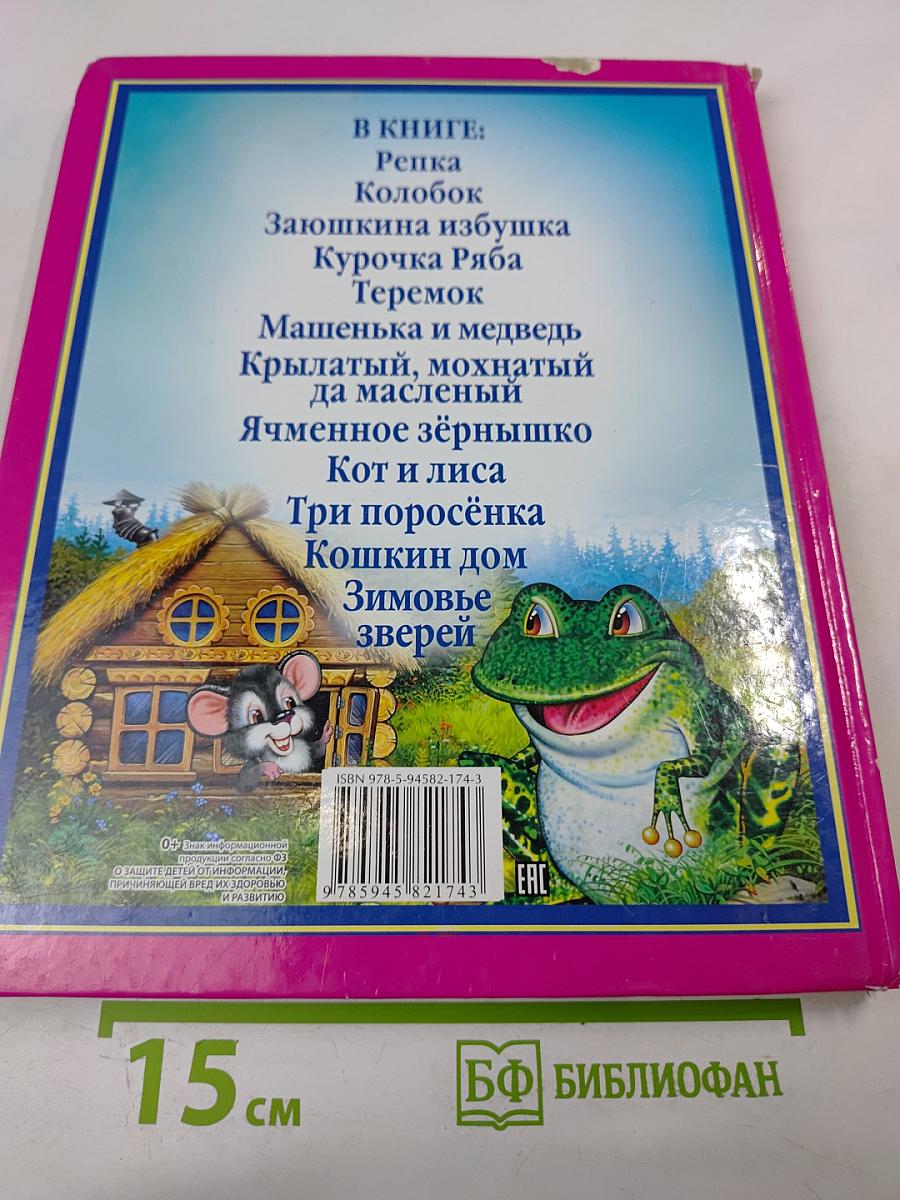 В КНИГЕ:
Репка
Колобок
Заюшкина избушка
Курочка Ряба
Теремок
Машенька и медведь
Крылатый, мохнатый
да масленый
Ячменное зёрнышко
Кот и лиса
Три поросёнка
Кошкин дом
Зимовье
зверей
ISBN 978-5-94582-174-3
9 785945 821743
0+ Знак информационной
продукции согласно ФЗ
О ЗАЩИТЕ ДЕТЕЙ ОТ ИНФОРМАЦИИ,
ПРИЧИНЯЮЩЕЙ ВРЕД ИХ ЗДОРОВЬЮ
И РАЗВИТИЮ
EAC
15 см
БФ БИБЛИОФАН